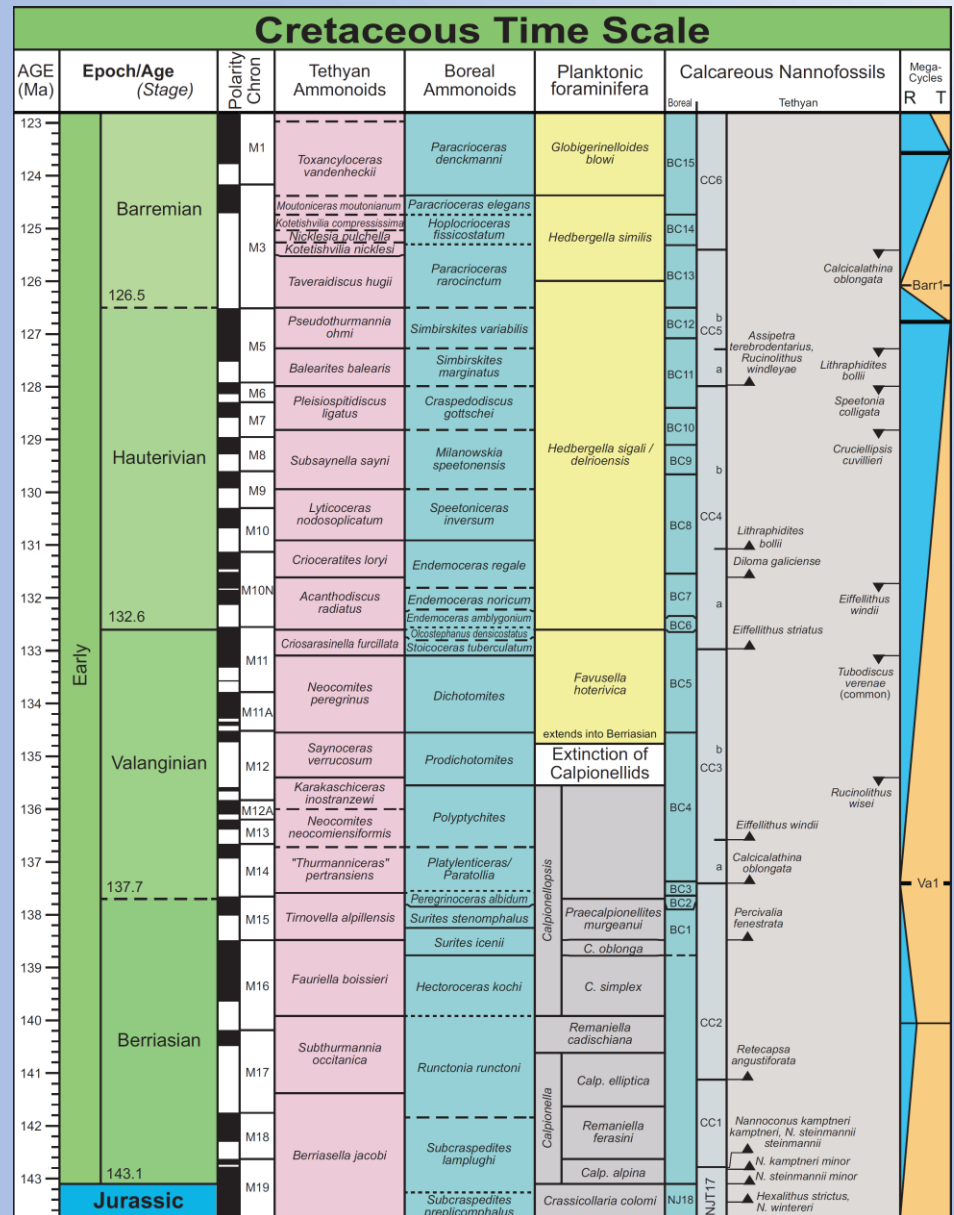 Cretaceous Time Scale
AGE
(Ma)
Epoch/Age
(Stage)
Polarity
Chron
Tethyan
Ammonoids
Boreal
Ammonoids
Planktonic
foraminifera
Calcareous Nannofossils
Boreal
Tethyan
Mega-
Cycles
R T
123
124
125
126
127
128
129
130
131
132
133
134
135
136
137
138
139
140
141
142
143
Early
Barremian
126.5
Hauterivian
132.6
Valanginian
137.7
Berriasian
143.1
Jurassic
M1
M3
M5
M6
M7
M8
M9
M10
M10N
M11
M11A
M12
M12A
M13
M14
M15
M16
M17
M18
M19
Toxancyloceras
vandenheckii
Moutoniceras moutonianum
Kotetishvilia compressissima
Nicklesia pulchella
Kotetishvilia nicklesi
Taveraidiscus hugii
Pseudothurmannia
ohmi
Balearites balearis
Pleisiospitidiscus
ligatus
Subsaynella sayni
Lyticoceras
nodosoplicatum
Crioceratites loryi
Acanthodiscus
radiatus
Criosarasinella furcillata
Neocomites
peregrinus
Saynoceras
verrucosum
Karakaschiceras
inostranzewi
Neocomites
neocomiensiformis
"Thurmanniceras"
pertransiens
Timovella alpillensis
Fauriella boissieri
Subthurmannia
occitanica
Berriasella jacobi
Paracrioceras
denckmanni
Paracrioceras elegans
Hoplocrioceras
fissicostatum
Paracrioceras
rarocinctum
Simbirskites variabilis
Simbirskites
marginatus
Craspedodiscus
gottschei
Milanowskia
speetonensis
Speetoniceras
inversum
Endemoceras regale
Endemoceras noricum
Endemoceras amblygonium
Olcostephanus densicostatus
Stoicoceras tuberculatum
Dichotomites
Prodichotomites
Polyptychites
Platylenticeras/
Paratollia
Peregrinoceras albidum
Surites stenomphalus
Surites icenii
Hectoroceras kochi
Runctonia runctoni
Subcraspedites
lamplughi
Subcraspedites
preplicomphalus
Globigerinelloides
blowi
Hedbergella similis
Hedbergella sigali /
delrioensis
Favusella
hoterivica
extends into Berriasian
Extinction of
Calpionellids
Calpionellopsis
Praecalpionellites
murgeanui
C. oblonga
C. simplex
Remaniella
cadischiana
Calpionella
Calp. elliptica
Remaniella
ferasini
Calp. alpina
Crassicollaria colomi
BC15
BC14
BC13
BC12
BC11
BC10
BC9
BC8
BC7
BC6
BC5
BC4
BC3
BC2
BC1
NJ18
CC6
b
CC5
a
b
CC4
a
b
CC3
a
CC2
CC1
NJT17
Calcicalathina
oblongata
Assipetra
terebrodentarius,
Rucinolithus
windleyae
Lithraphidites
bollii
Speetonia
colligata
Cruciellipsis
cuvillieri
Lithraphidites
bollii
Diloma galiciense
Eiffellithus
windii
Eiffellithus striatus
Tubodiscus
verenae
(common)
Rucinolithus
wisei
Eiffellithus windii
Calcicalathina
oblongata
Percivalia
fenestrata
Retecapsa
angustiforata
Nannoconus kamptneri
kamptneri, N. steinmannii
steinmannii
N. kamptneri minor
N. steinmannii minor
Hexalithus strictus,
N. wintereri
Barr1
Va1